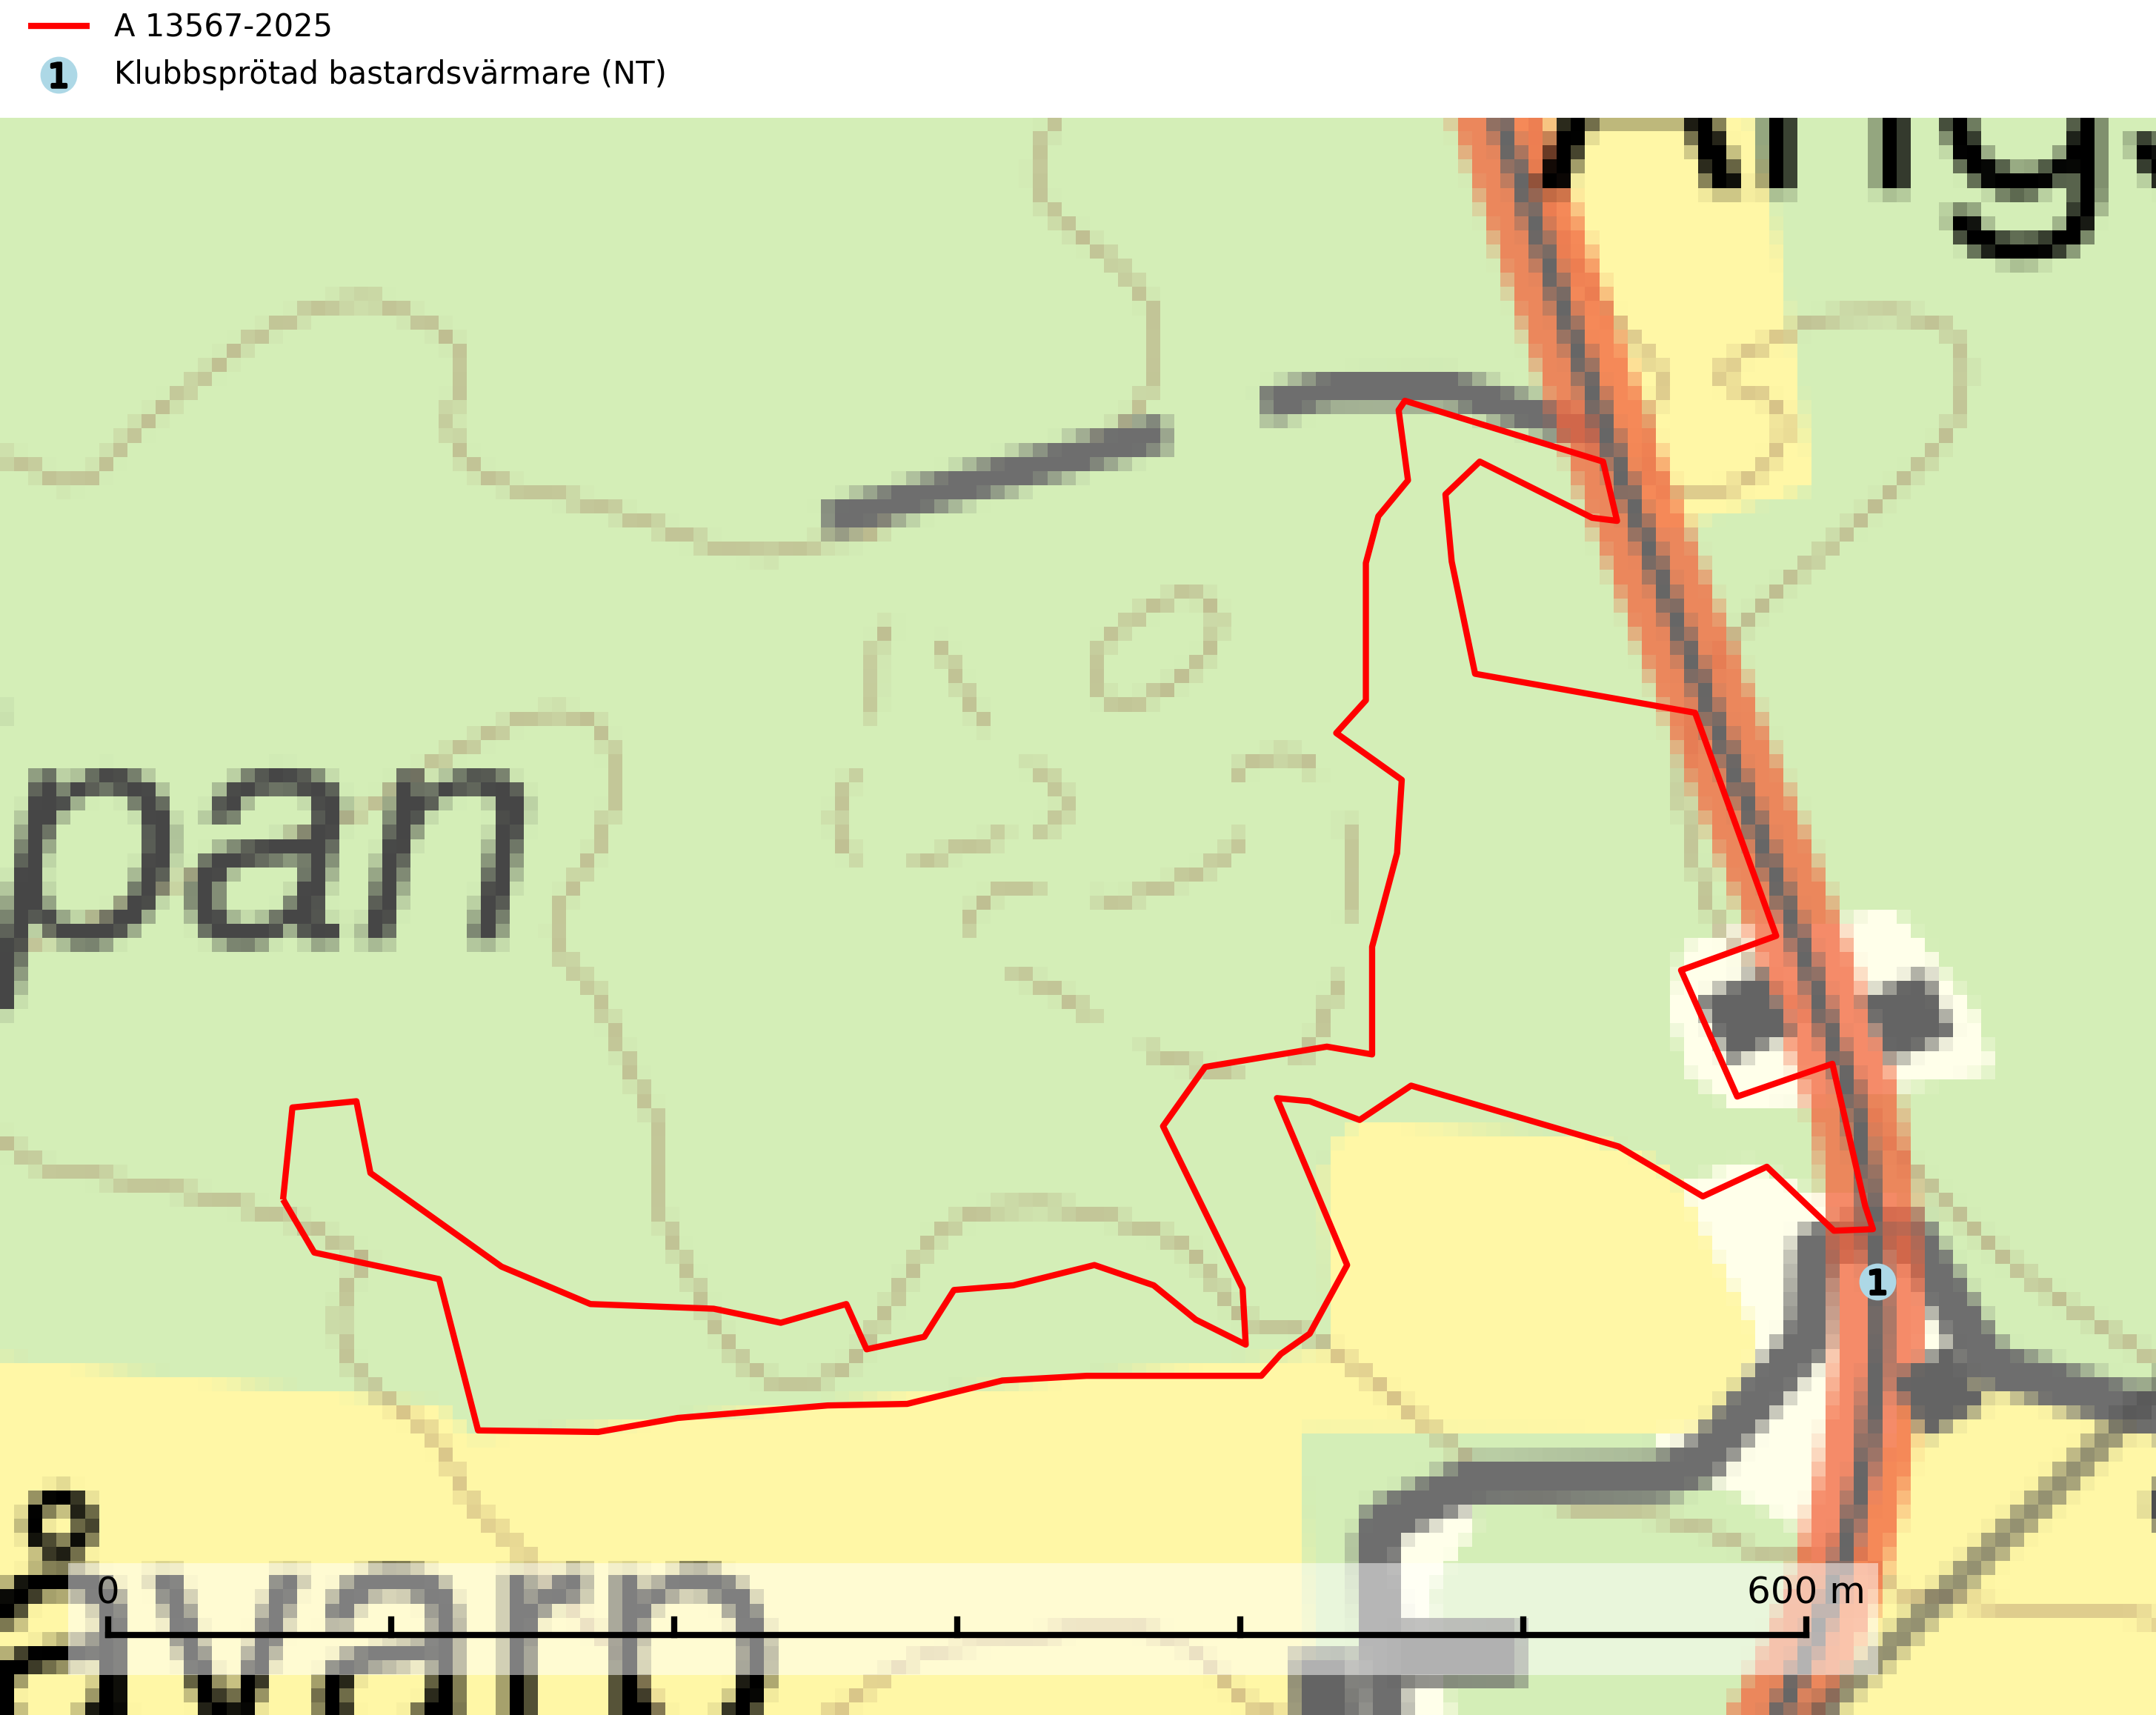 A 13567-2025
1 Klubbsprötad bastardsvärmare (NT)
pan
1
0 600 m